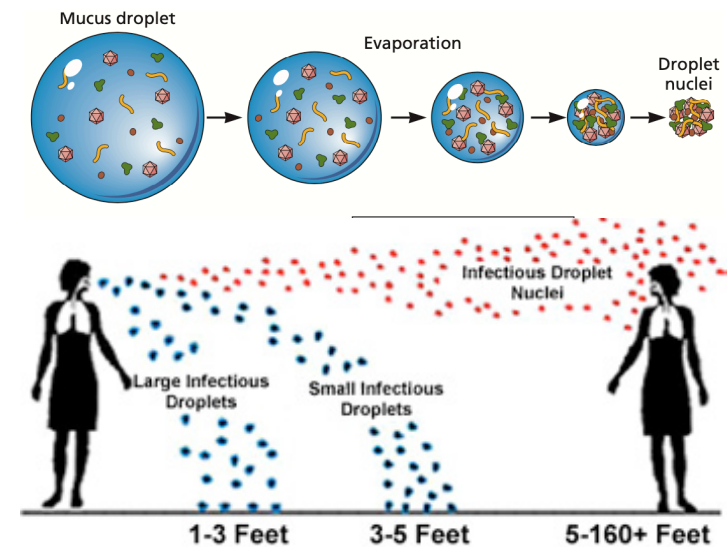 Mucus droplet
Evaporation
Droplet
nuclei
Infectious Droplet
Nuclei
Large Infectious
Droplets
Small Infectious
Droplets
1-3 Feet
3-5 Feet
5-160+ Feet